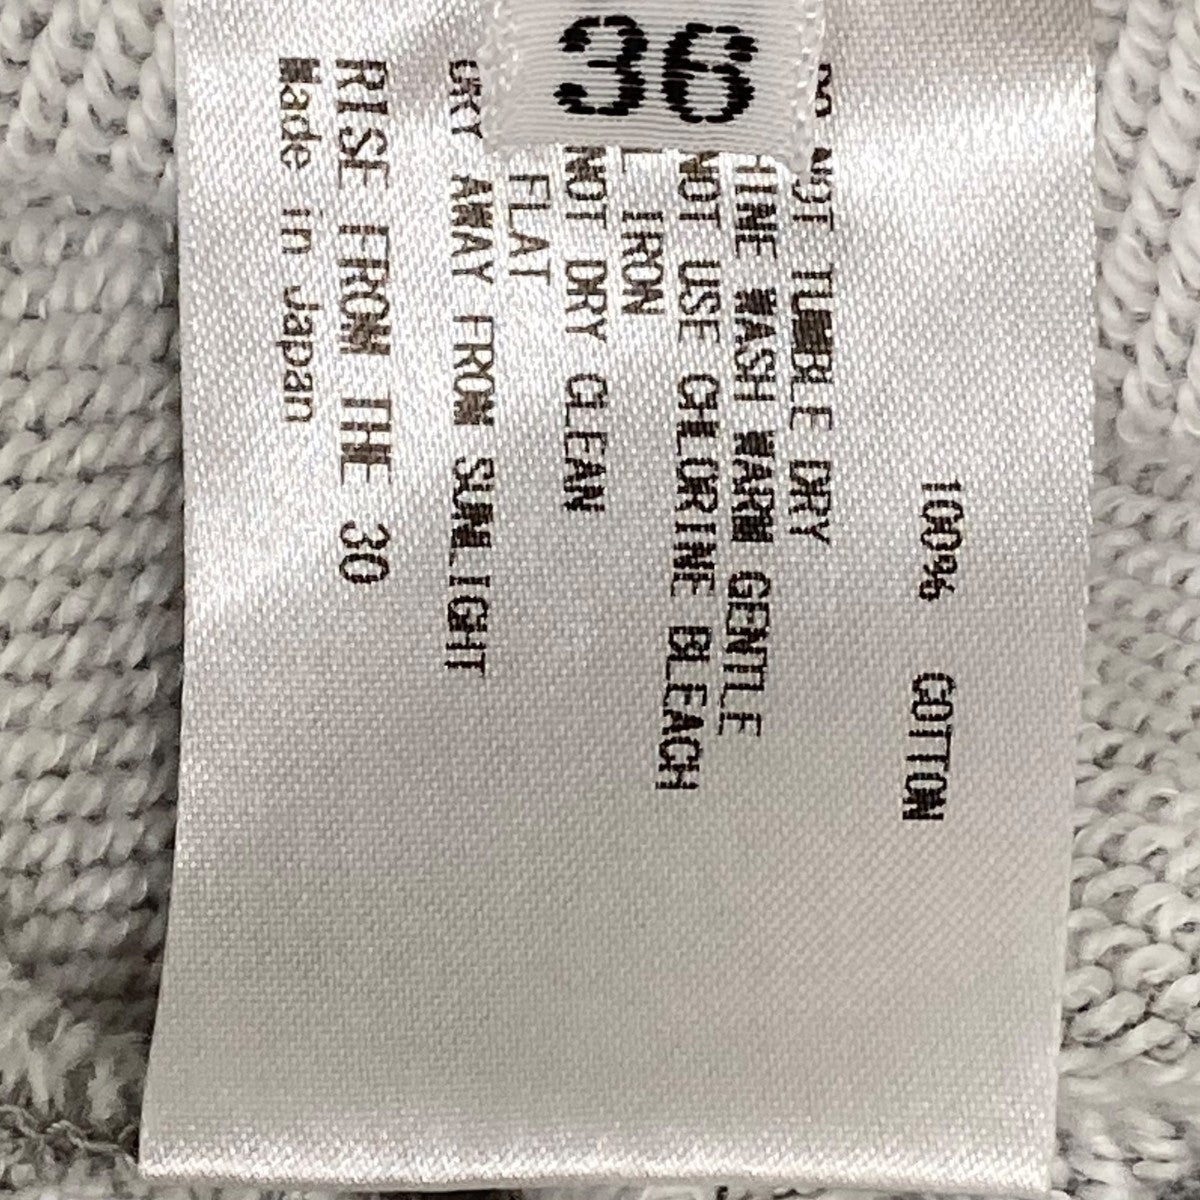 36
100% COTTON
NOT TUMBLE DRY
HINE WASH WARM GENTLE
NOT USE CHLORINE BLEACH
IRON
NOT DRY CLEAN
FLAT
DRY AWAY FROM SUNLIGHT
RISE FROM THE 30
Made in Japan